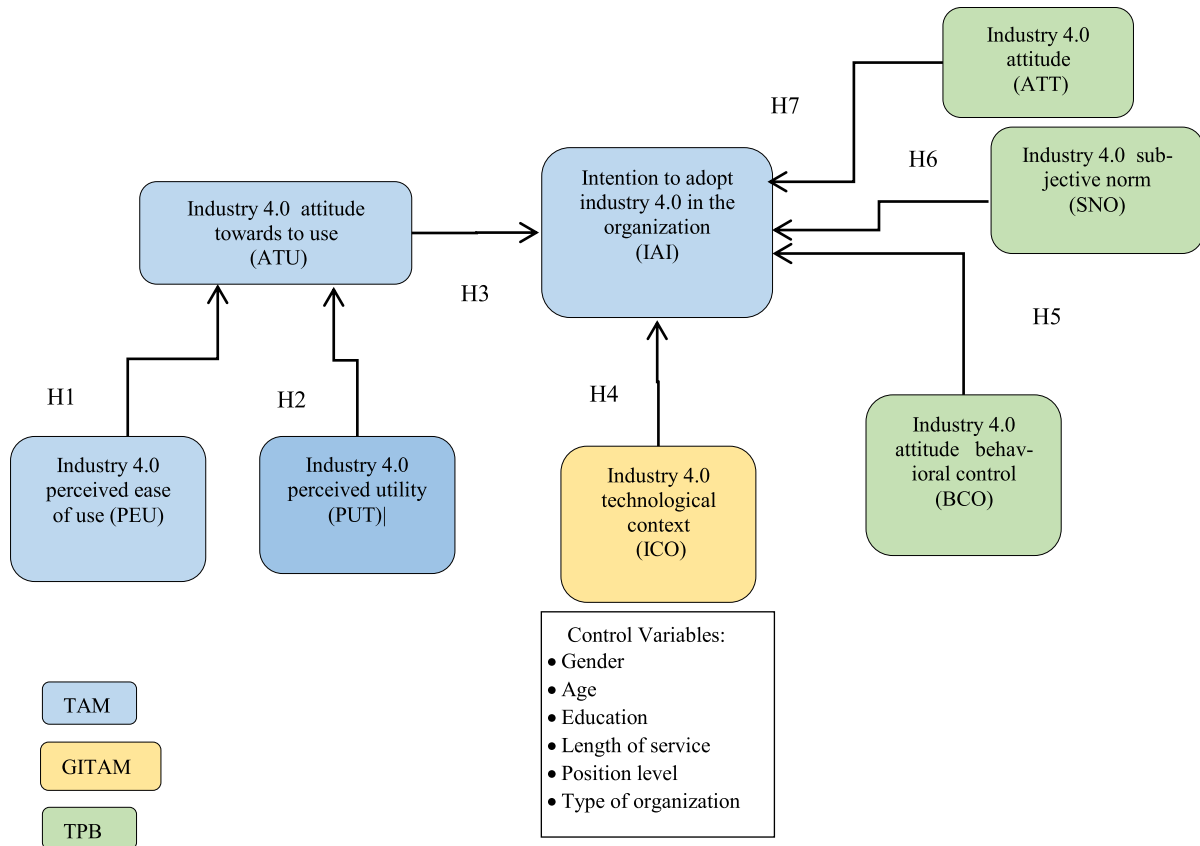 Industry 4.0
attitude
(ATT)
H7
H6
Industry 4.0 sub-
jective norm
(SNO)
Intention to adopt
industry 4.0 in the
organization
(IAI)
Industry 4.0 attitude
towards to use
(ATU)
H3
H5
H1
H2
H4
Industry 4.0
attitude behav-
ioral control
(BCO)
Industry 4.0
perceived ease
of use (PEU)
Industry 4.0
perceived utility
(PUT)|
Industry 4.0
technological
context
(ICO)
Control Variables:
• Gender
• Age
• Education
• Length of service
• Position level
• Type of organization
TAM
GITAM
TPB